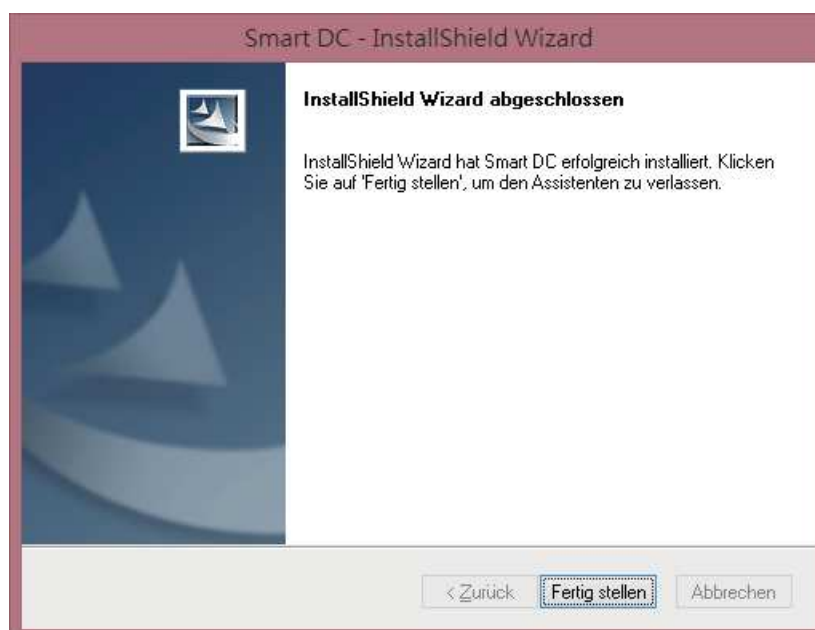 Smart DC - InstallShield Wizard
InstallShield Wizard abgeschlossen
InstallShield Wizard hat Smart DC erfolgreich installiert. Klicken
Sie auf 'Fertig stellen', um den Assistenten zu verlassen.
< Zurück Fertig stellen Abbrechen